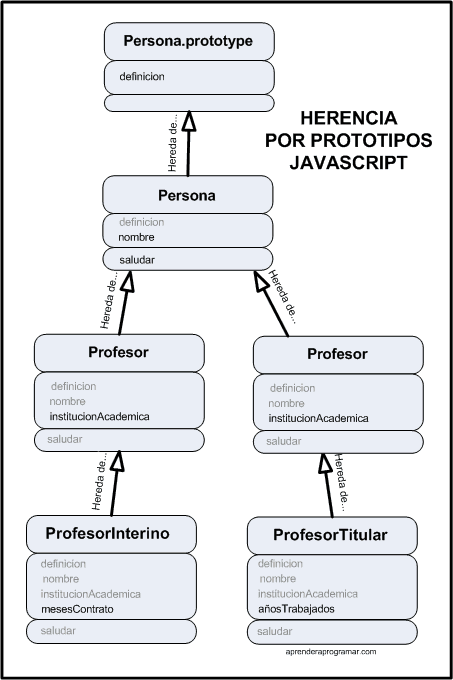 Persona.prototype
definicion
HERENCIA
POR PROTOTIPOS
JAVASCRIPT
Hereda de...
Persona
definicion
nombre
saludar
Hereda de...
Hereda de...
Profesor
definicion
nombre
institucionAcademica
saludar
Profesor
definicion
nombre
institucionAcademica
saludar
Hereda de...
Hereda de...
ProfesorInterino
definicion
nombre
institucionAcademica
mesesContrato
saludar
ProfesorTitular
definicion
nombre
institucionAcademica
añosTrabajados
saludar
aprenderaprogramar.com